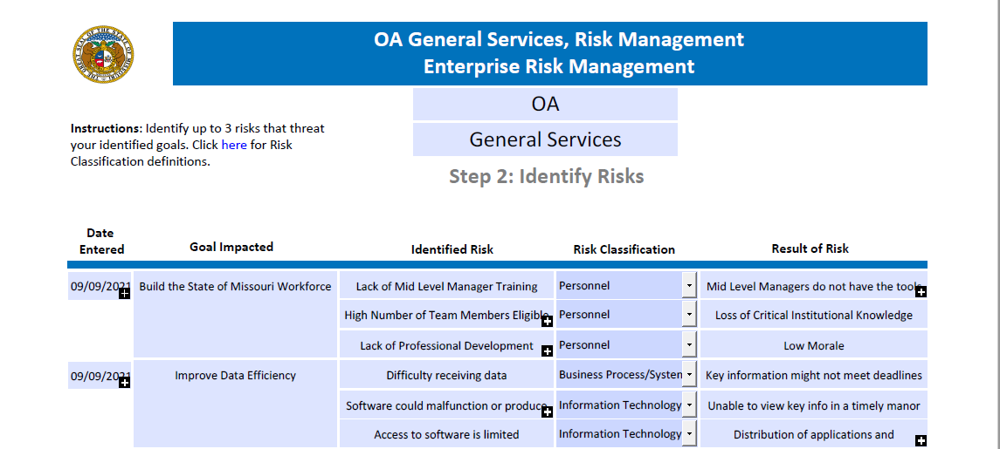 OA General Services, Risk Management
Enterprise Risk Management
OA
General Services
Instructions: Identify up to 3 risks that threat
your identified goals. Click here for Risk
Classification definitions.
Step 2: Identify Risks
Date
Entered
Goal Impacted
Identified Risk
Risk Classification
Result of Risk
09/09/2021
Build the State of Missouri Workforce
Lack of Mid Level Manager Training
Personnel
Mid Level Managers do not have the tools
High Number of Team Members Eligible
Personnel
Loss of Critical Institutional Knowledge
Lack of Professional Development
Personnel
Low Morale
09/09/2021
Improve Data Efficiency
Difficulty receiving data
Business Process/System
Key information might not meet deadlines
Software could malfunction or produce
Information Technology
Unable to view key info in a timely manor
Access to software is limited
Information Technology
Distribution of applications and